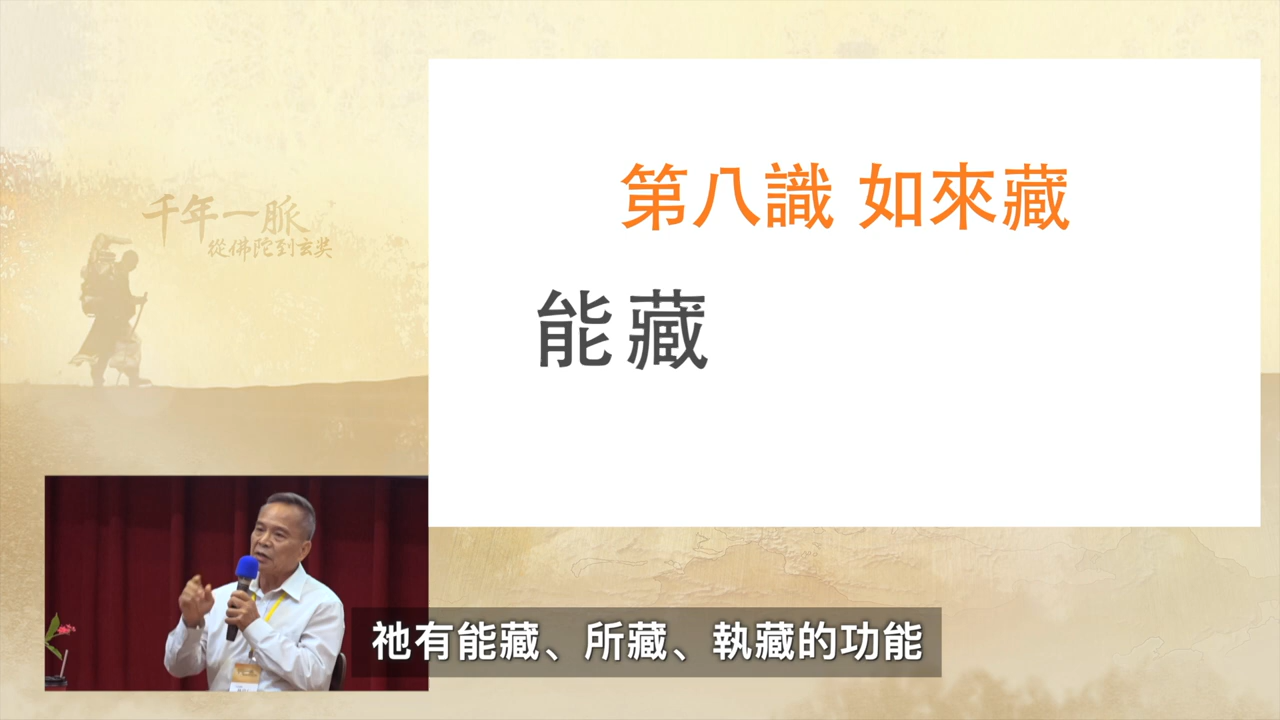 千年一脈
從佛陀到玄奘
第八識 如來藏
能藏
祂有能藏、所藏、執藏的功能